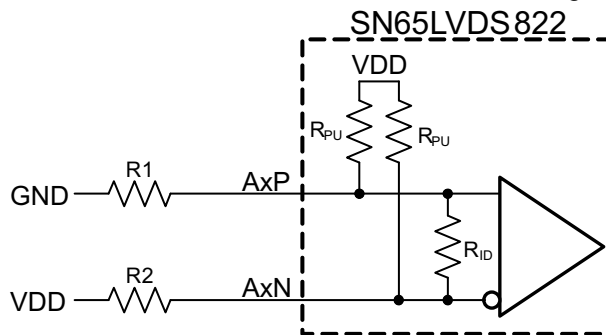 SN65LVDS822
VDD
RPU
RPU
R1
AxP
GND
RID
R2
AxN
VDD